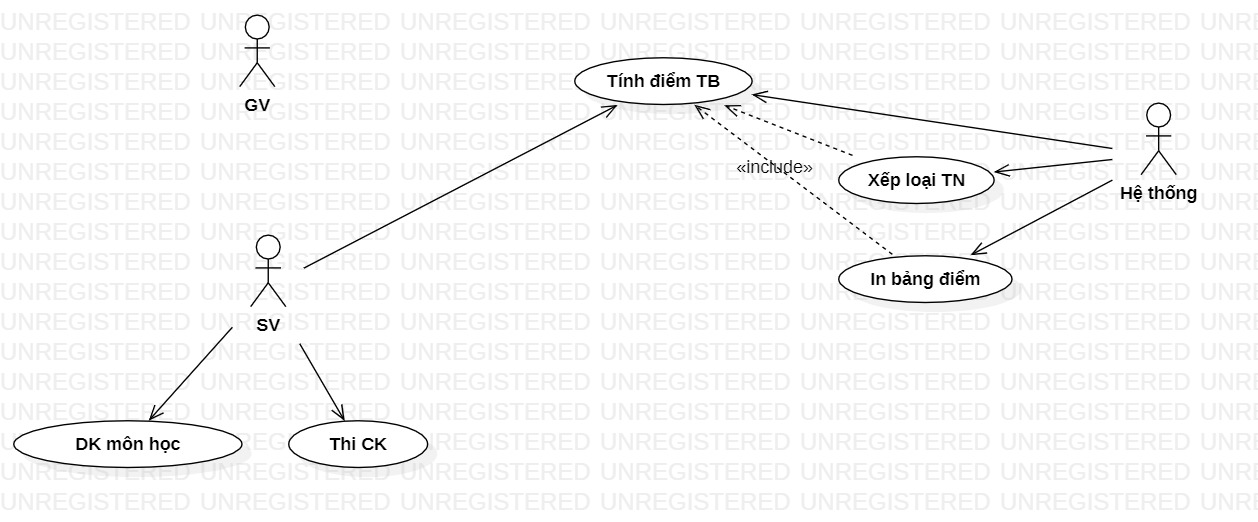 GV
Tính điểm TB
«include»
Xếp loại TN
Hệ thống
In bảng điểm
SV
DK môn học
Thi CK
UNREGISTERED UNREGISTERED UNREGISTERED UNREGISTERED UNREGISTERED UNREGISTERED UNREGISTERED